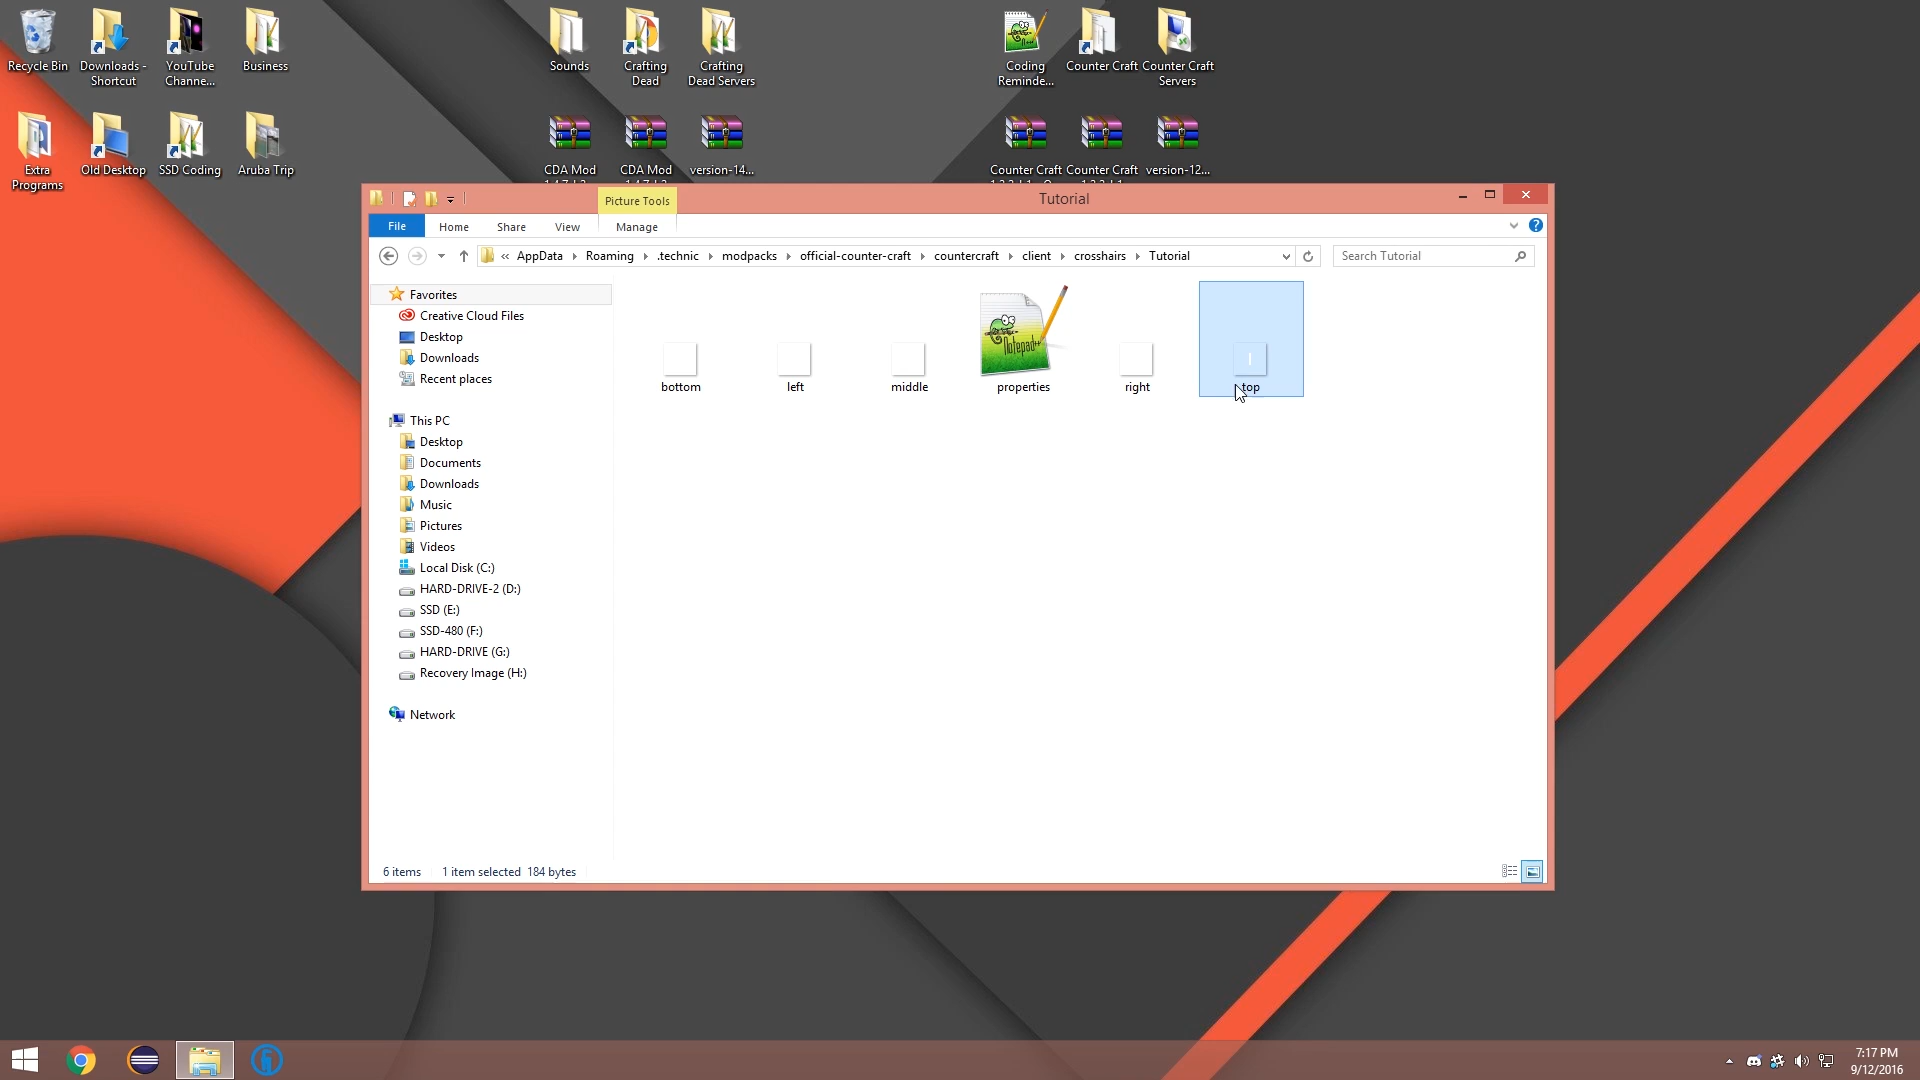 Recycle Bin
Downloads - Shortcut
YouTube Channe...
Business
Sounds
Crafting Dead
Crafting Dead Servers
Coding Reminde...
Counter Craft
Counter Craft Servers
Extra Programs
Old Desktop
SSD Coding
Aruba Trip
CDA Mod
CDA Mod
version-14...
Counter Craft
Counter Craft
version-12...
Picture Tools
Tutorial
File
Home
Share
View
Manage
« AppData
Roaming
.technic
modpacks
official-counter-craft
countercraft
client
crosshairs
Tutorial
Search Tutorial
Favorites
Creative Cloud Files
Desktop
Downloads
Recent places
This PC
Desktop
Documents
Downloads
Music
Pictures
Videos
Local Disk (C:)
HARD-DRIVE-2 (D:)
SSD (E:)
SSD-480 (F:)
HARD-DRIVE (G:)
Recovery Image (H:)
Network
Notepad++
bottom
left
middle
properties
right
top
6 items
1 item selected 184 bytes
7:17 PM
9/12/2016